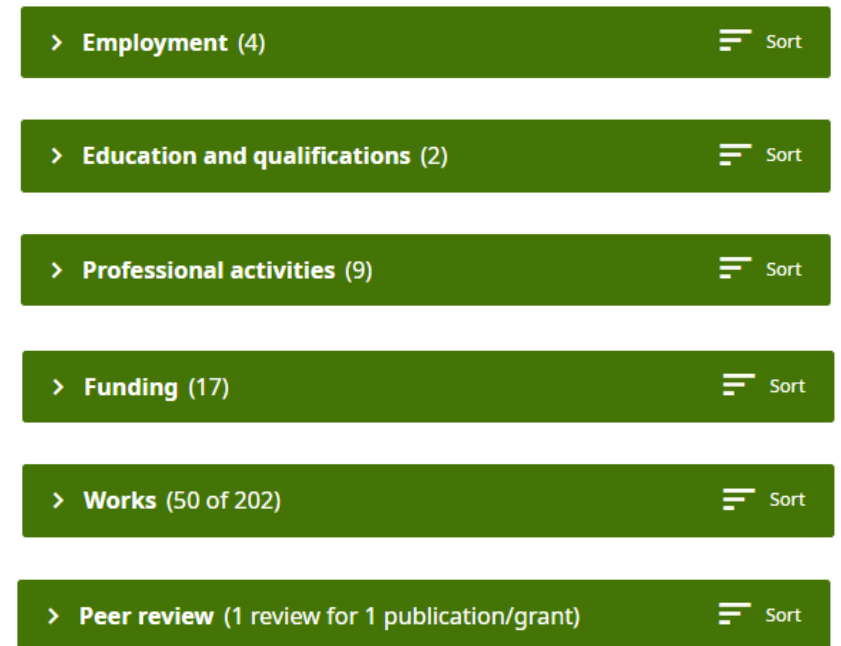 Employment (4) Sort
Education and qualifications (2) Sort
Professional activities (9) Sort
Funding (17) Sort
Works (50 of 202) Sort
Peer review (1 review for 1 publication/grant) Sort